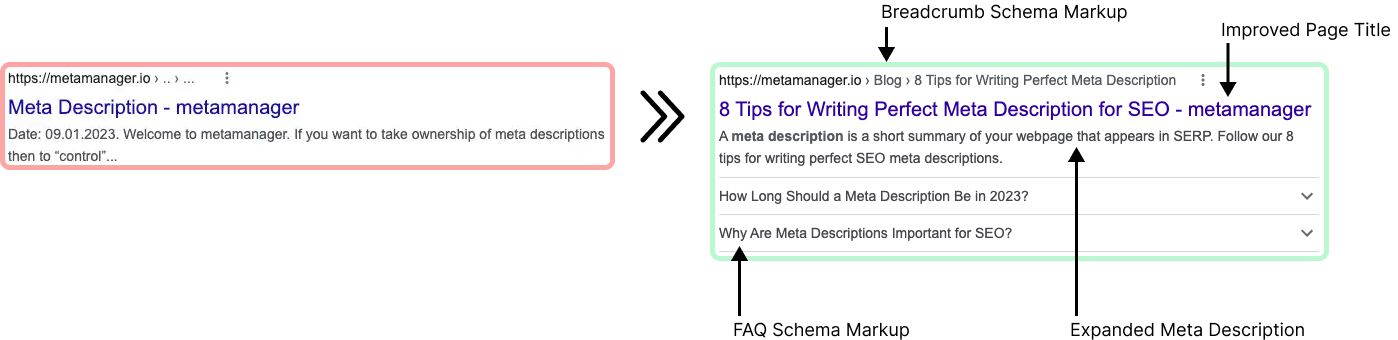 Breadcrumb Schema Markup
Improved Page Title
https://metamanager.io › .. › ...
Meta Description - metamanager
Date: 09.01.2023. Welcome to metamanager. If you want to take ownership of meta descriptions
then to “control”...
https://metamanager.io › Blog › 8 Tips for Writing Perfect Meta Description
8 Tips for Writing Perfect Meta Description for SEO - metamanager
A meta description is a short summary of your webpage that appears in SERP. Follow our 8
tips for writing perfect SEO meta descriptions.
How Long Should a Meta Description Be in 2023?
Why Are Meta Descriptions Important for SEO?
FAQ Schema Markup
Expanded Meta Description